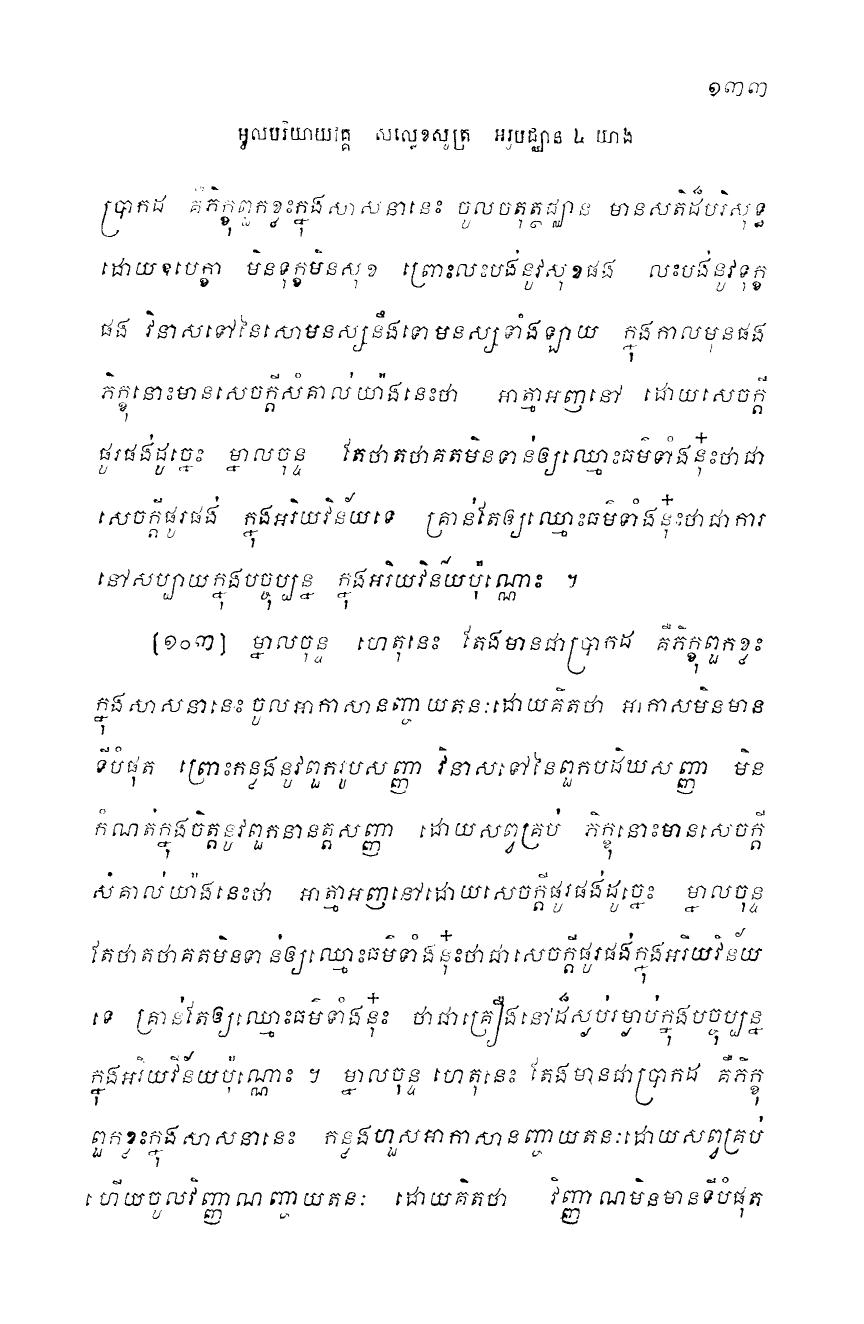 ១៣៣
មូលបរិយាយវគ្គ សល្លេខសូត្រ អរូបដ្ឋាន ៤ យាង
ប្រាកដ គឺភិក្ខុពួកខ្លះក្នុងសាសនានេះ ចូលចតុត្ថជ្ឈាន មានសតិដ៏បរិសុទ្ធ
ដោយឧបេក្ខា មិនទុក្ខមិនសុខ ព្រោះលះបង់នូវសុខផង លះបង់នូវទុក្ខ
ផង វិនាសទៅនៃសោមនស្សនឹងទោមនស្សទាំងឡាយ ក្នុងកាលមុនផង
ភិក្ខុនោះមានសេចក្តីសំគាល់យ៉ាងនេះថា អាត្មាអញនៅ ដោយសេចក្តី
ផូរផង់ដូច្នេះ ម្នាលចុន្ទ តែថាតថាគតមិនទាន់ឲ្យឈ្មោះធម៌ទាំងនុ៎ះថាជា
សេចក្តីផូរផង់ ក្នុងអរិយវិន័យទេ គ្រាន់តែឲ្យឈ្មោះធម៌ទាំងនុ៎ះថាជាការ
នៅសប្បាយក្នុងបច្ចុប្បន្ន ក្នុងអរិយវិន័យប៉ុណ្ណោះ ។
[១០៣] ម្នាលចុន្ទ ហេតុនេះ តែងមានជាប្រាកដ គឺភិក្ខុពួកខ្លះ
ក្នុងសាសនានេះ ចូលអាកាសានញ្ចាយតនៈដោយគិតថា អាកាសមិនមាន
ទីបំផុត ព្រោះកន្លងនូវពួករូបសញ្ញា វិនាសទៅនៃពួកបដិឃសញ្ញា មិន
កំណត់ក្នុងចិត្តនូវពួកនានត្តសញ្ញា ដោយសព្វគ្រប់ ភិក្ខុនោះមានសេចក្តី
សំគាល់យ៉ាងនេះថា អាត្មាអញនៅដោយសេចក្តីផូរផង់ដូច្នេះ ម្នាលចុន្ទ
តែថាតថាគតមិនទាន់ឲ្យឈ្មោះធម៌ទាំងនុ៎ះថាជាសេចក្តីផូរផង់ក្នុងអរិយវិន័យ
ទេ គ្រាន់តែឲ្យឈ្មោះធម៌ទាំងនុ៎ះ ថាជាគ្រឿងនៅដ៏ស្ងប់រម្ងាប់ក្នុងបច្ចុប្បន្ន
ក្នុងអរិយវិន័យប៉ុណ្ណោះ ។ ម្នាលចុន្ទ ហេតុនេះ តែងមានជាប្រាកដ គឺភិក្ខុ
ពួកខ្លះក្នុងសាសនានេះ កន្លងហួសអាកាសានញ្ចាយតនៈដោយសព្វគ្រប់
ហើយចូលវិញ្ញាណញ្ចាយតនៈ ដោយគិតថា វិញ្ញាណមិនមានទីបំផុត